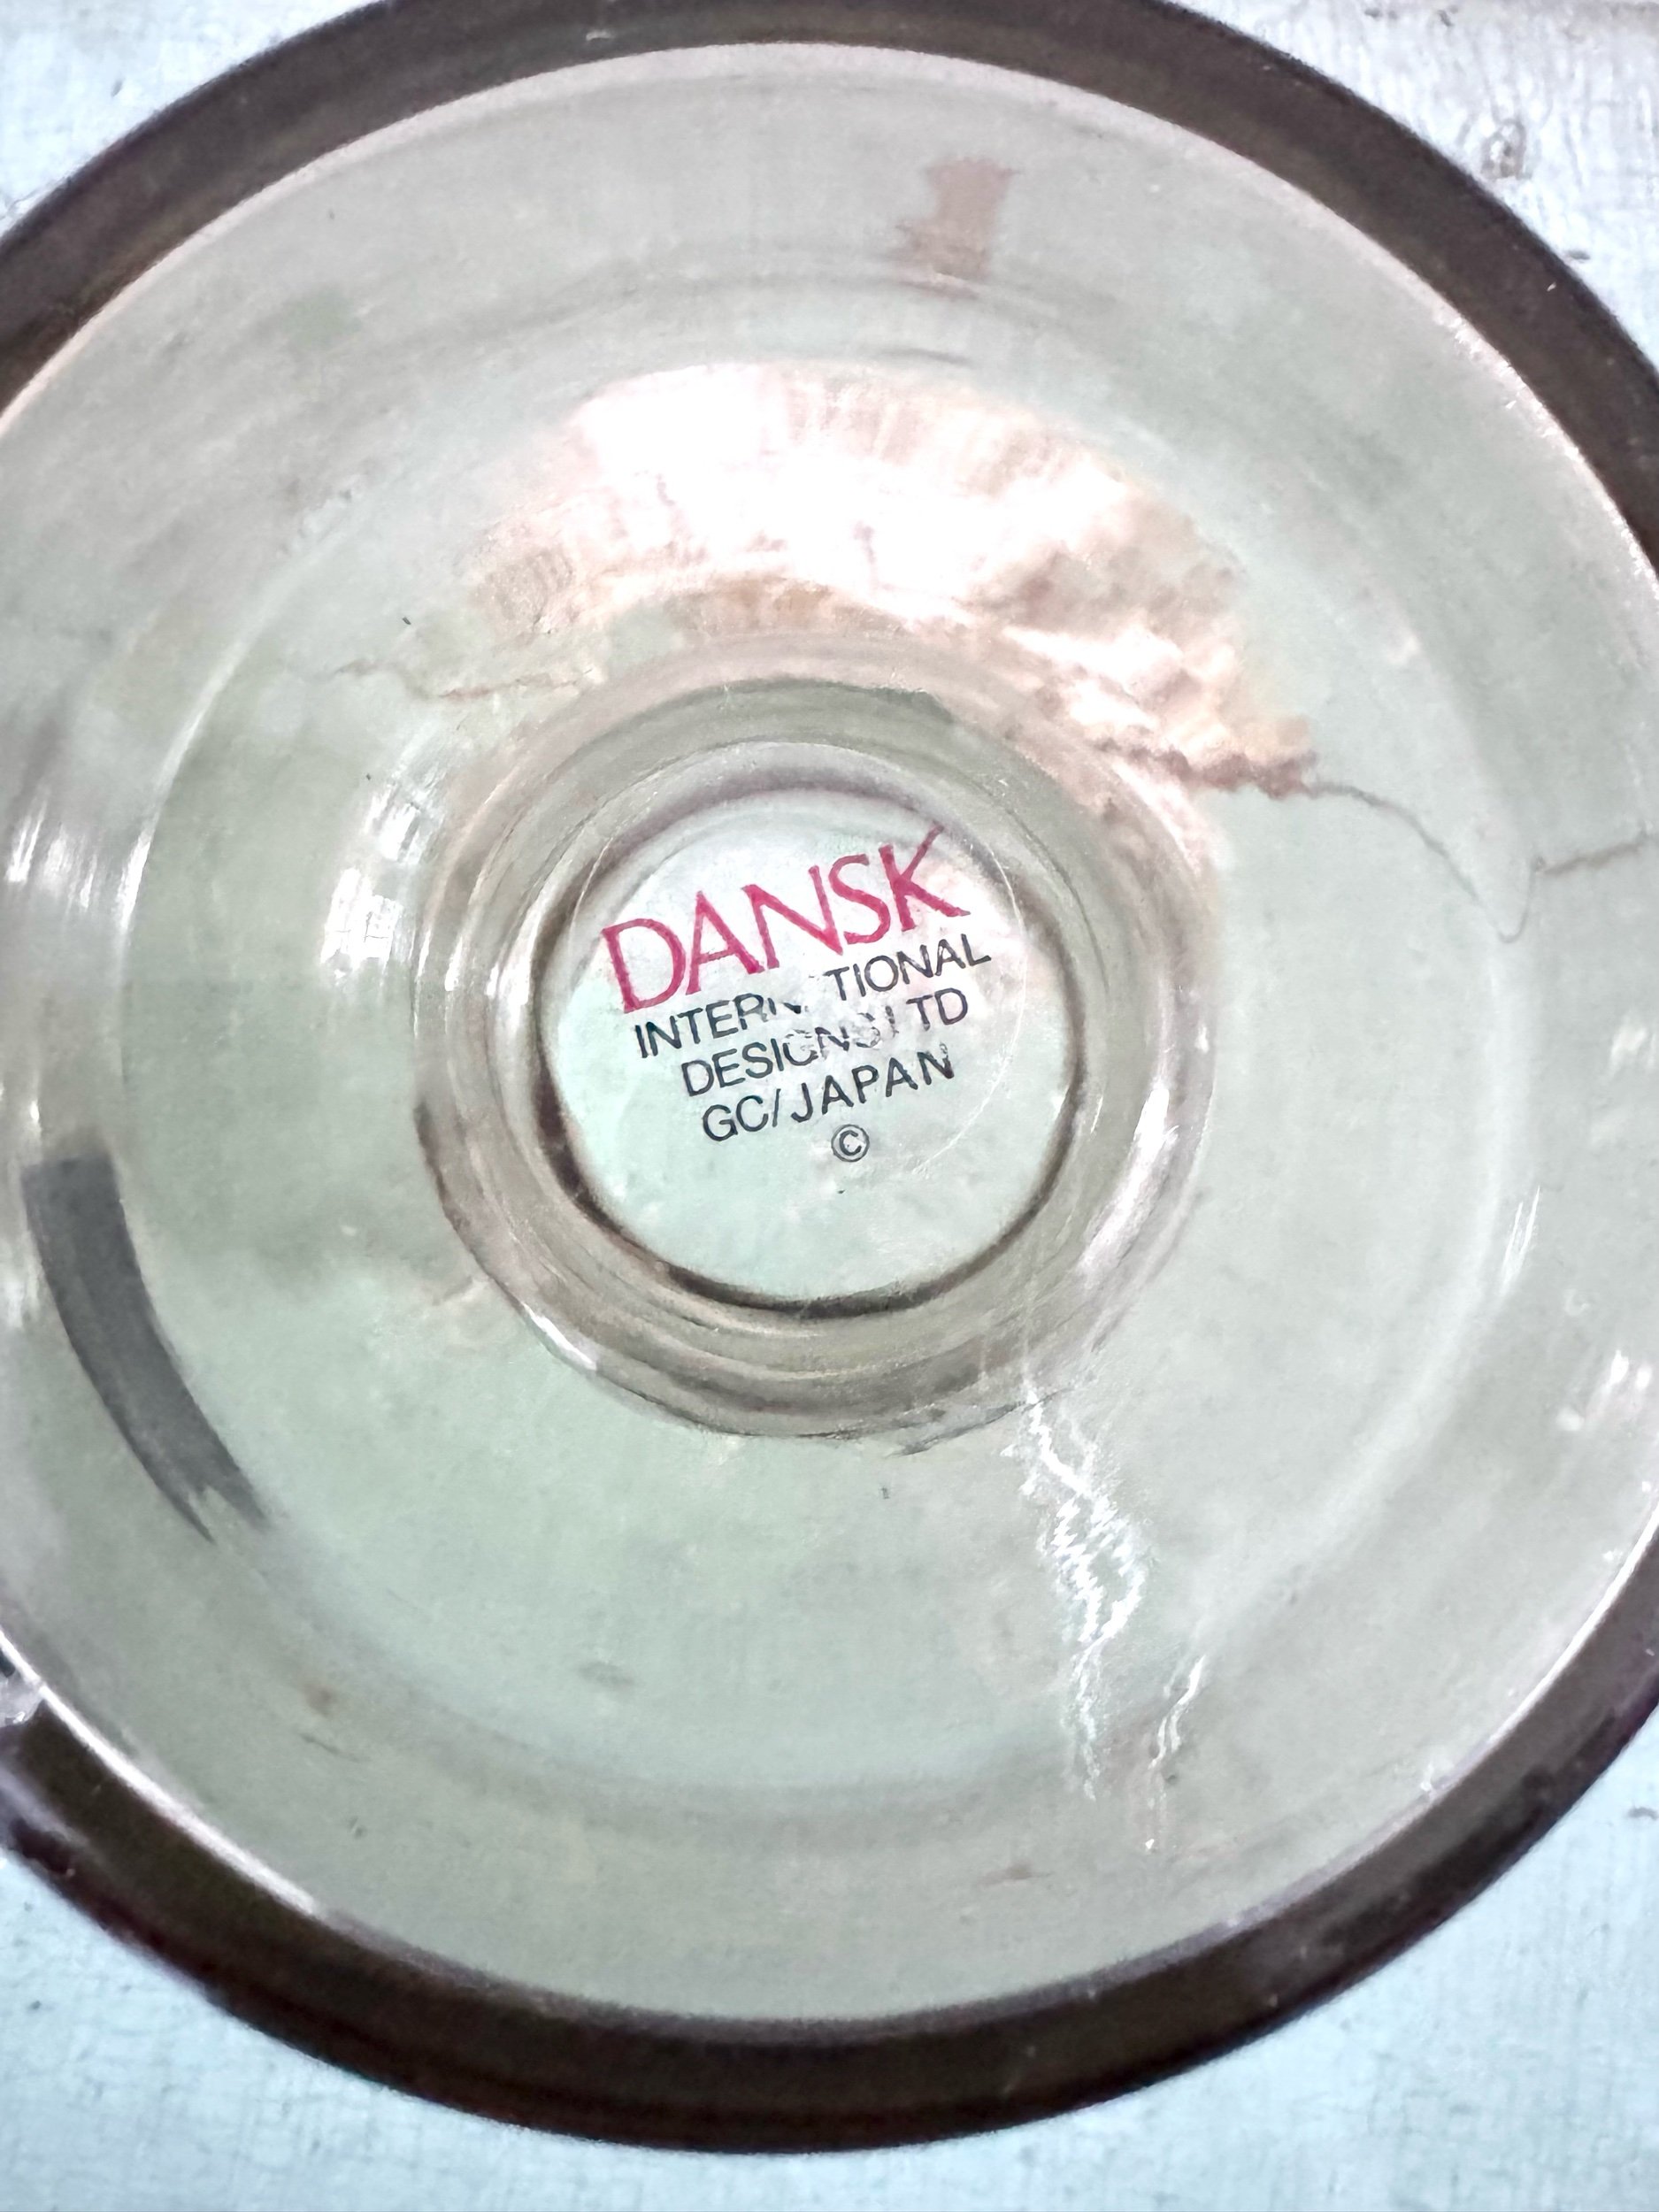 DANSK
INTERNATIONAL
DESIGNS LTD
GC/JAPAN
©